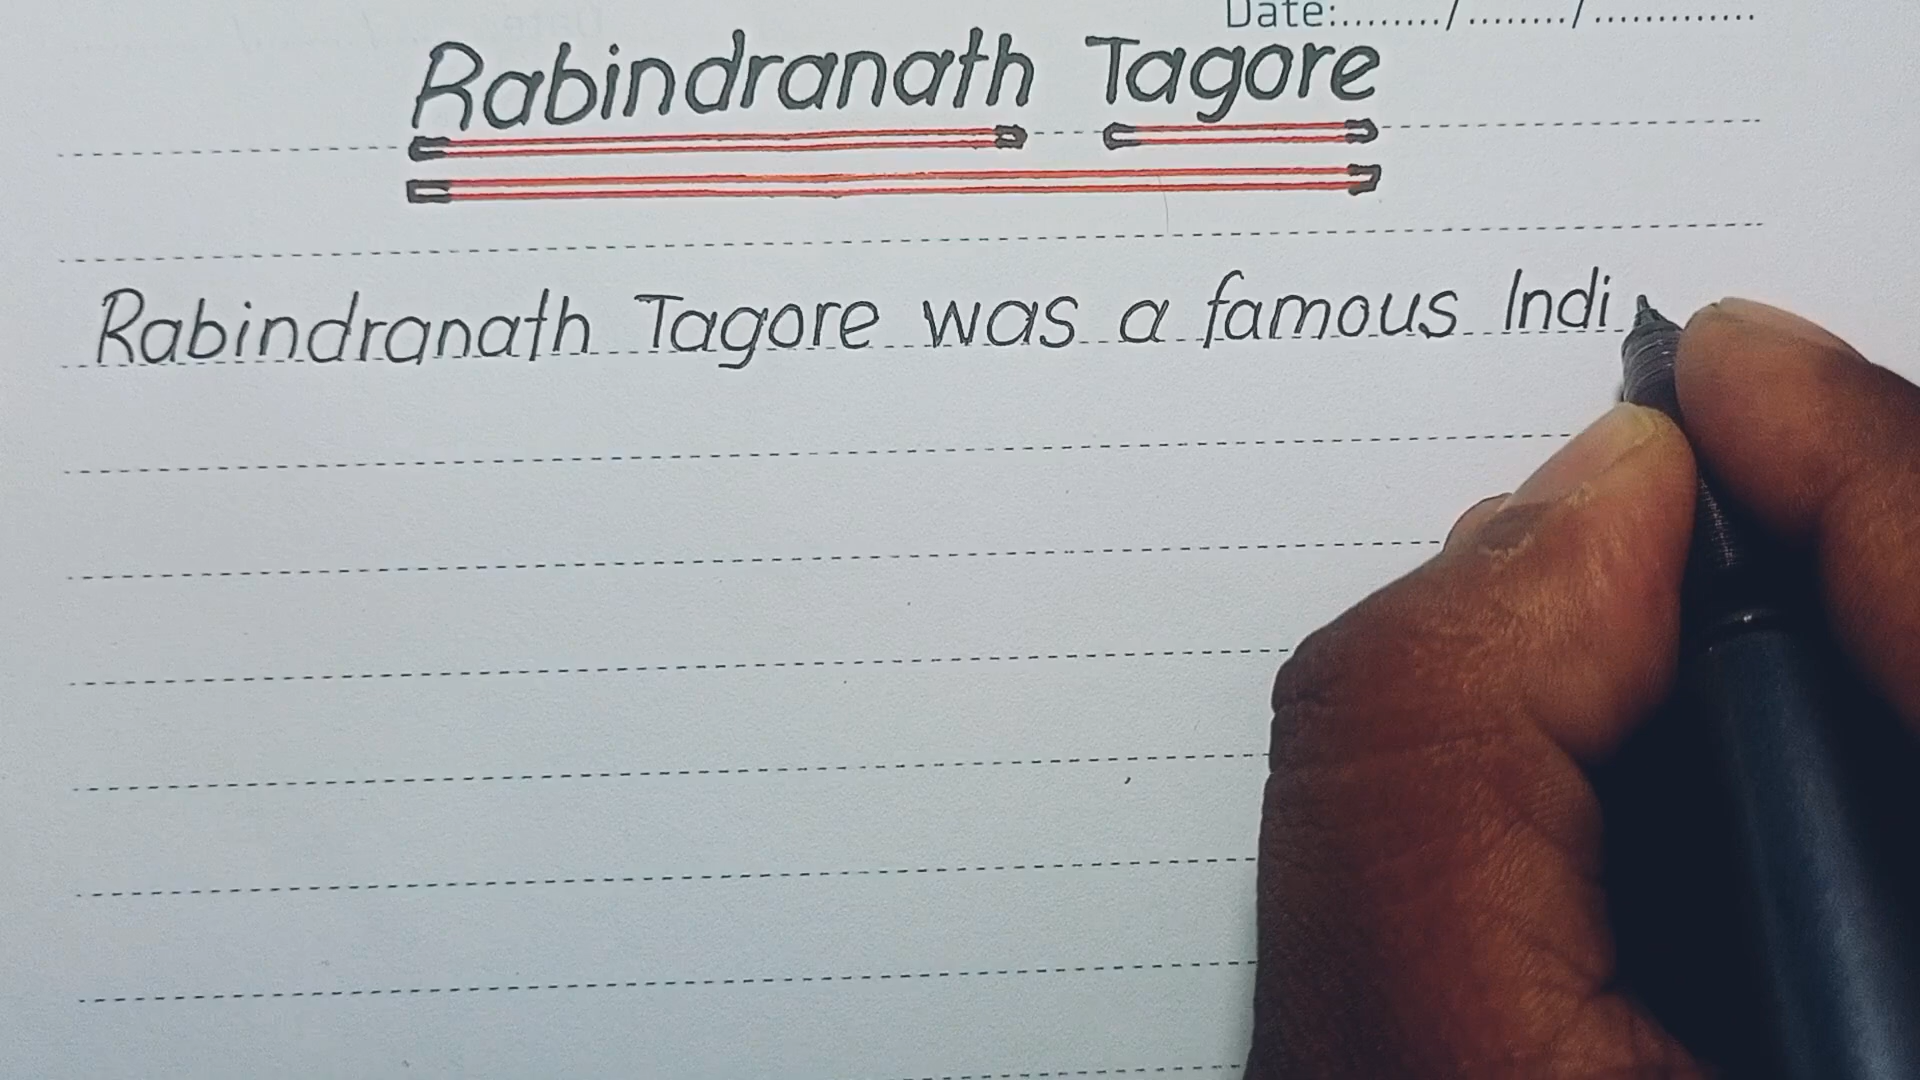 Date:......../......../.............
Rabindranath Tagore
Rabindranath Tagore was a famous Indi